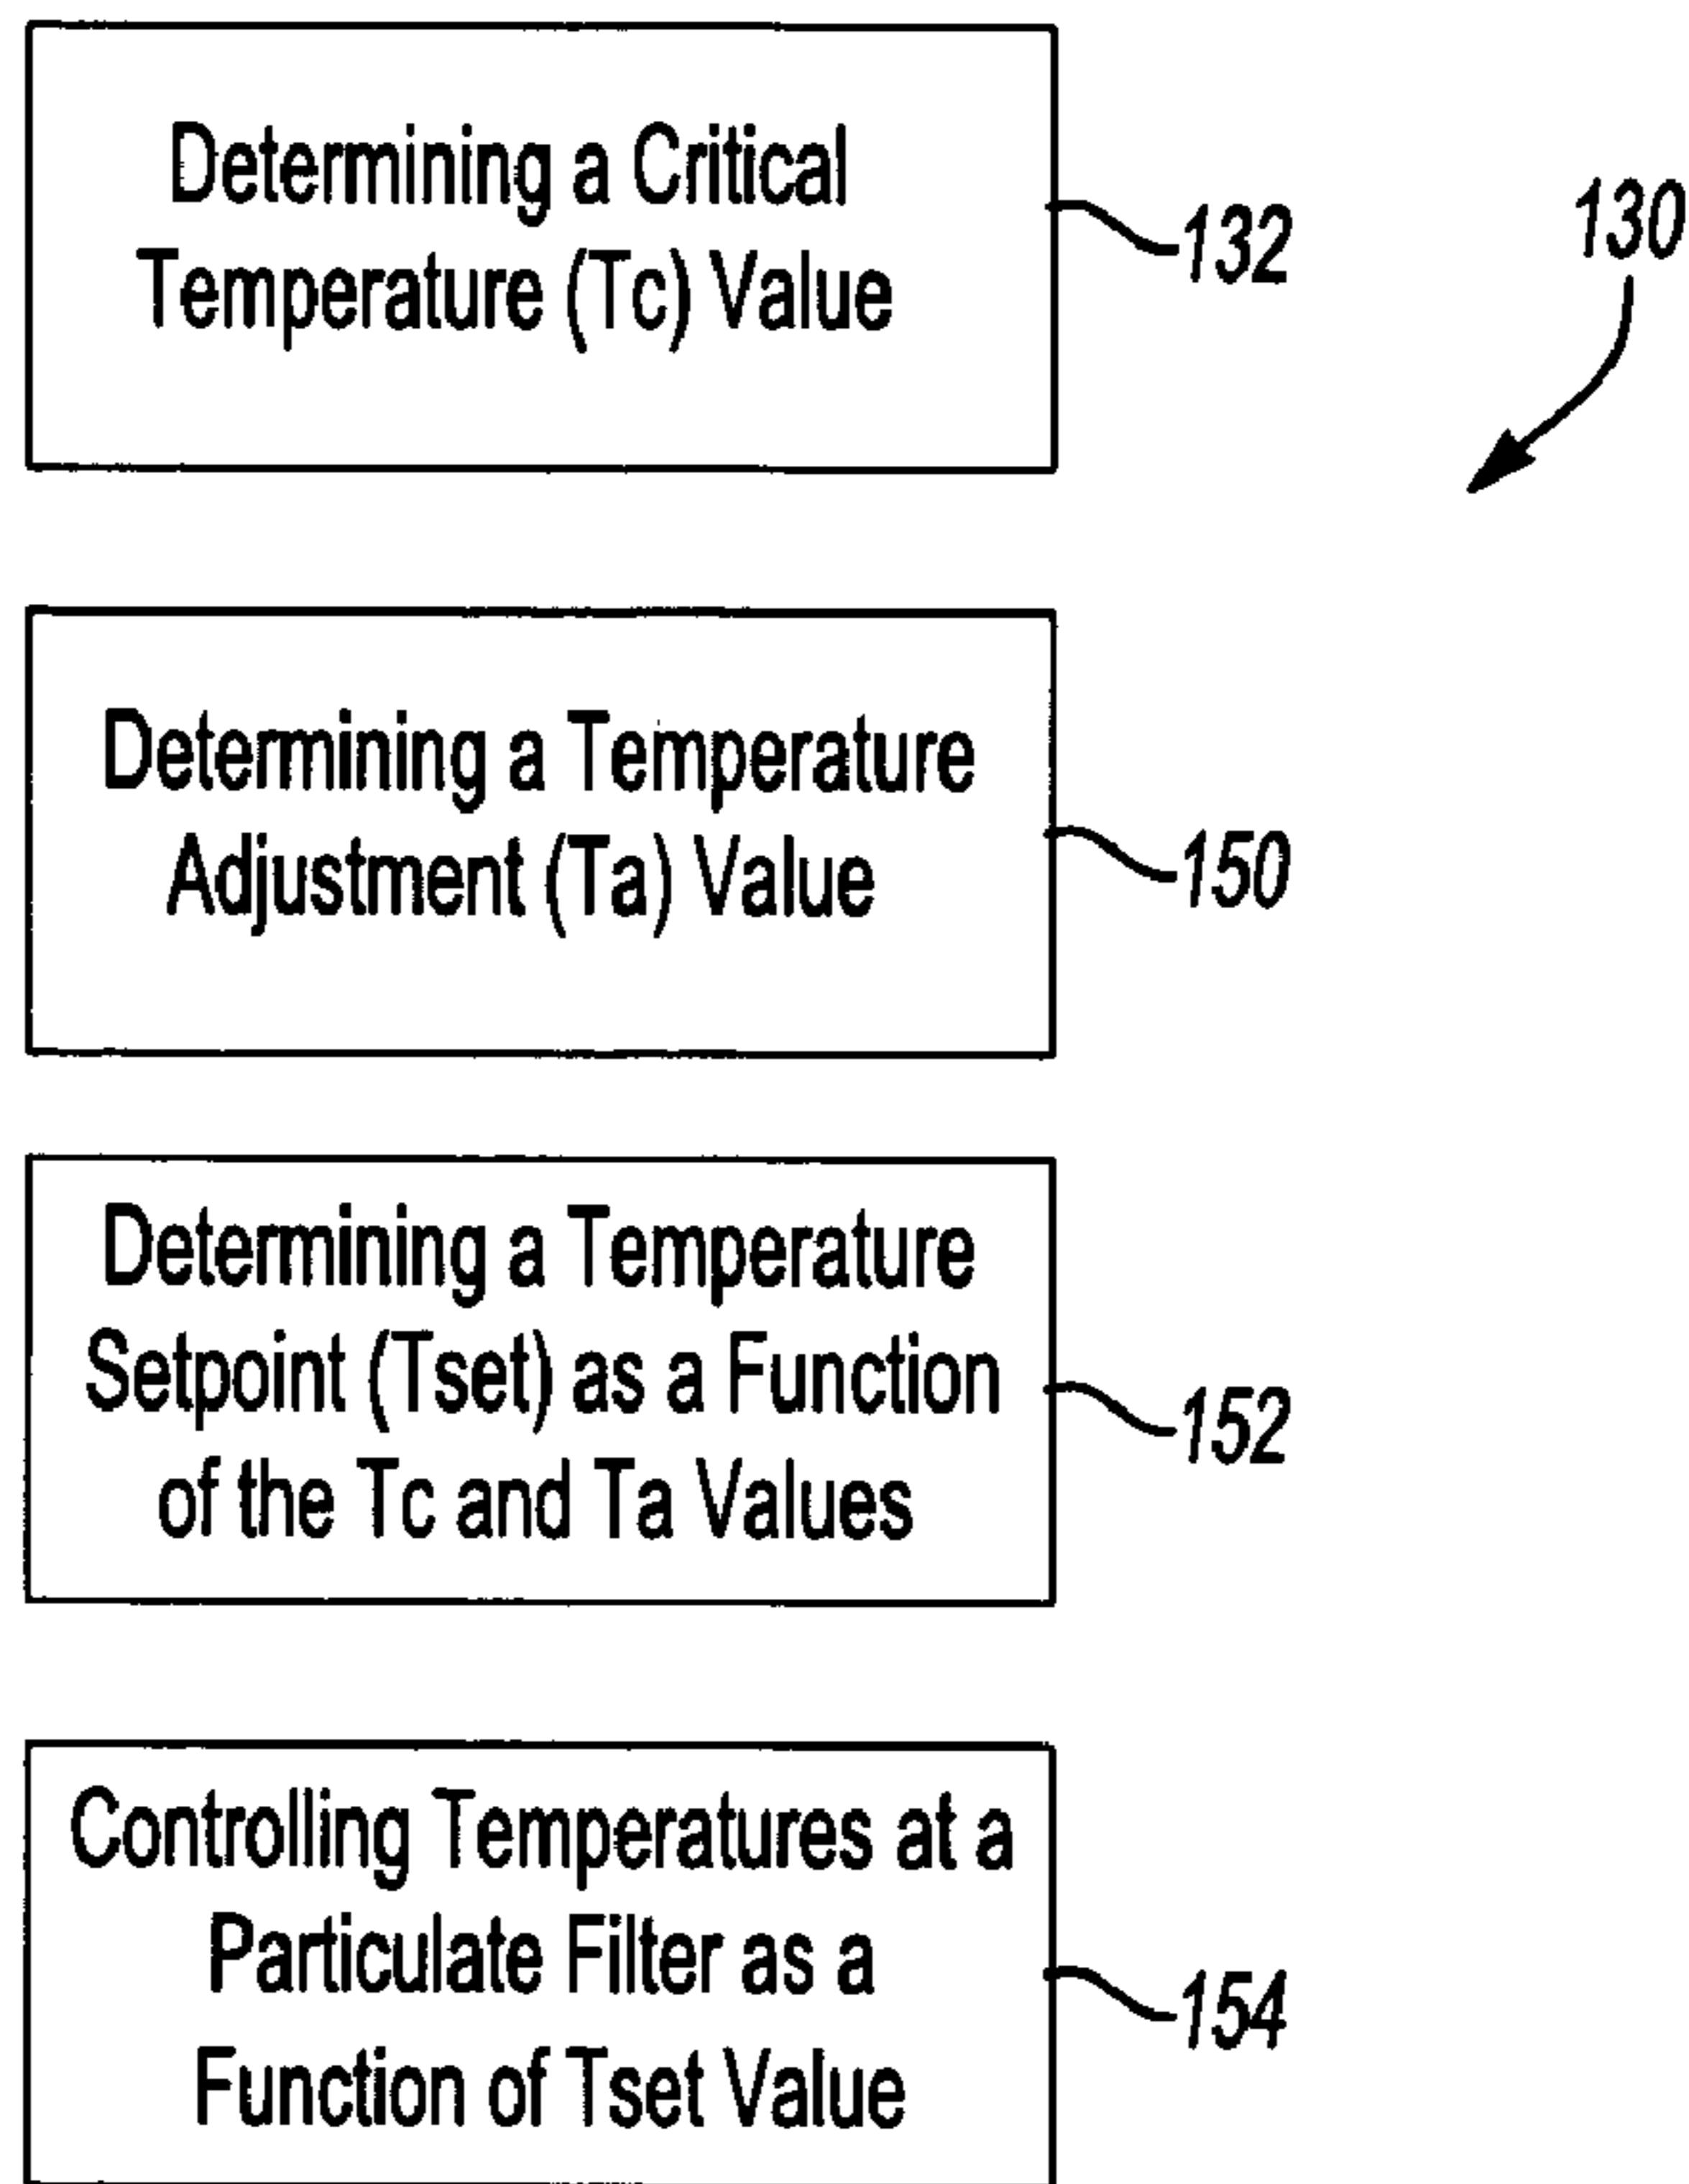 Determining a Critical
Temperature (Tc) Value
132
130
Determining a Temperature
Adjustment (Ta) Value
150
Determining a Temperature
Setpoint (Tset) as a Function
of the Tc and Ta Values
152
Controlling Temperatures at a
Particulate Filter as a
Function of Tset Value
154